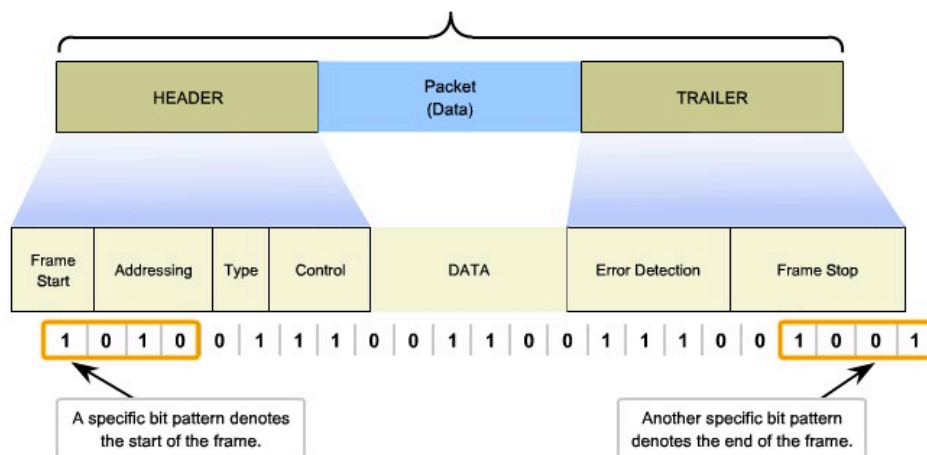 HEADER
Packet
(Data)
TRAILER
Frame
Start
Addressing
Type
Control
DATA
Error Detection
Frame Stop
1 0 1 0 0 1 1 1 0 0 1 1 0 0 1 1 1 0 0 1 0 0 1
A specific bit pattern denotes
the start of the frame.
Another specific bit pattern
denotes the end of the frame.